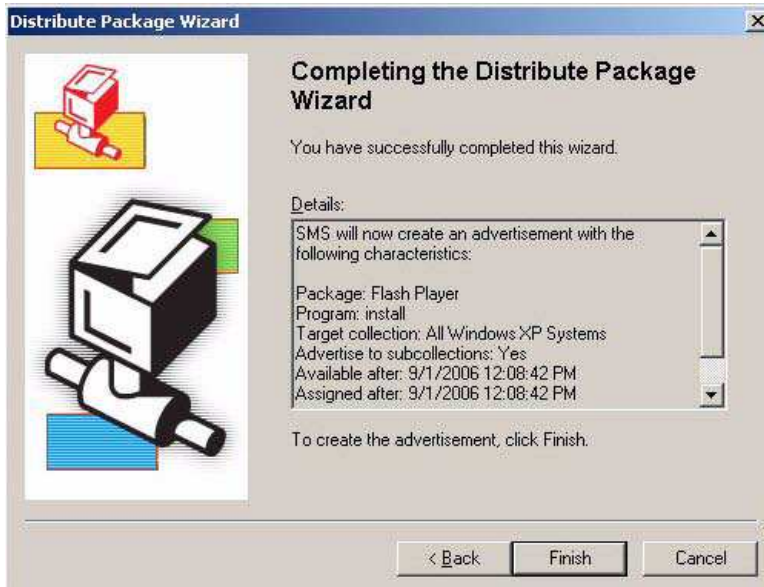 Distribute Package Wizard
Completing the Distribute Package
Wizard
You have successfully completed this wizard.
Details:
SMS will now create an advertisement with the
following characteristics:
Package: Flash Player
Program: install
Target collection: All Windows XP Systems
Advertise to subcollections: Yes
Available after: 9/1/2006 12:08:42 PM
Assigned after: 9/1/2006 12:08:42 PM
To create the advertisement, click Finish.
< Back Finish Cancel